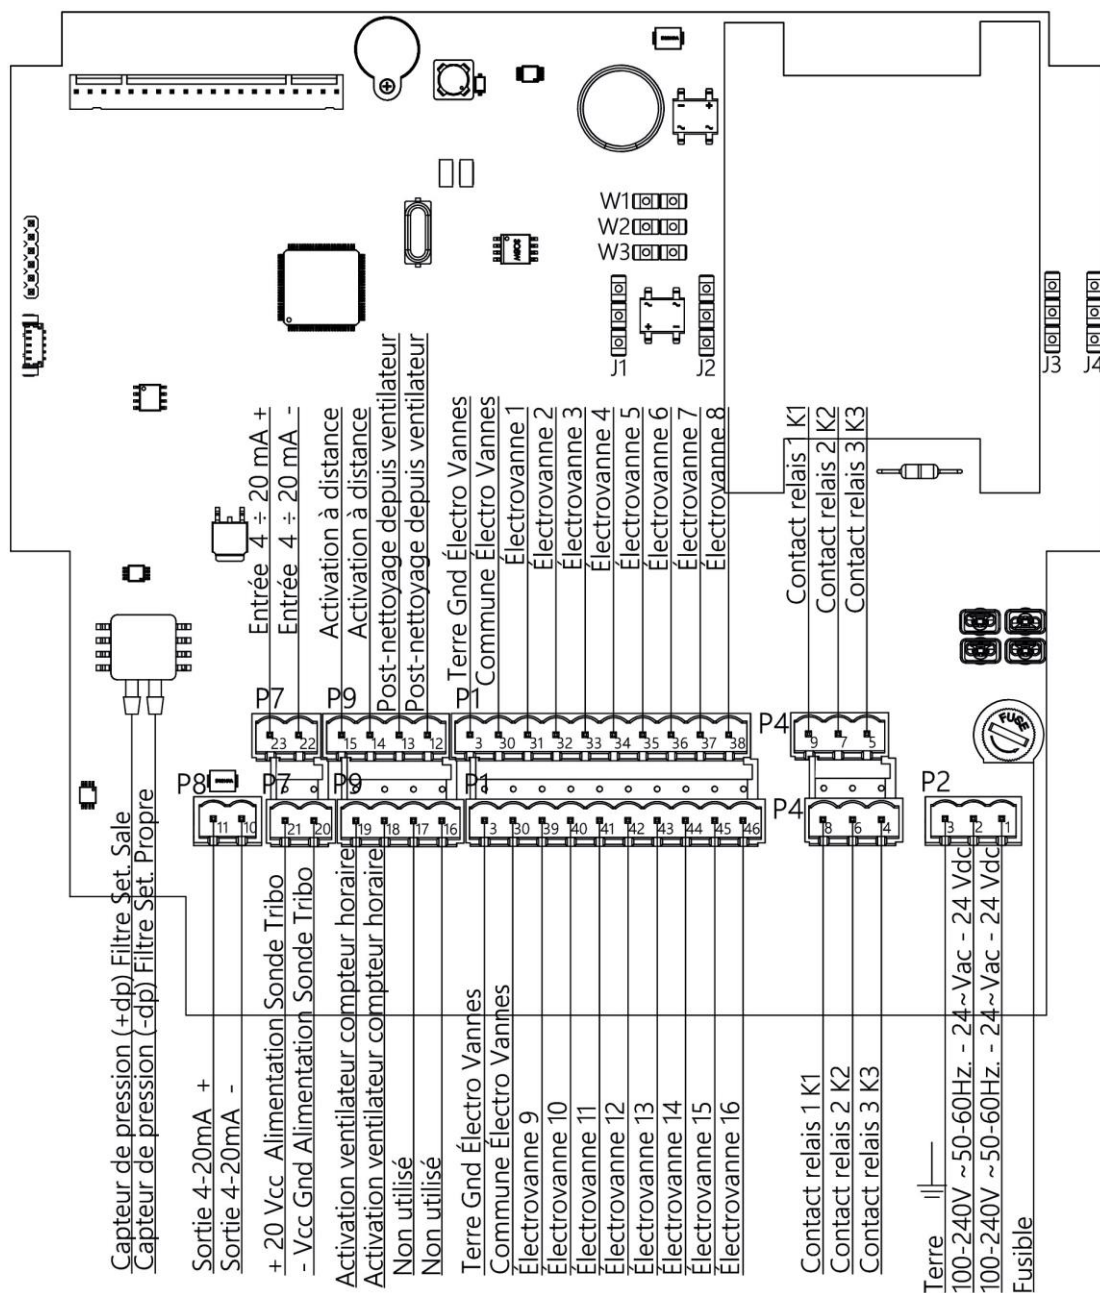 W1
W2
W3
J1
J2
J3
J4
Entrée 4 ÷ 20 mA +
Entrée 4 ÷ 20 mA -
Activation à distance
Activation à distance
Post-nettoyage depuis ventilateur
Post-nettoyage depuis ventilateur
Terre Gnd Électro Vannes
Commune Électro Vannes
Électrovanne 1
Électrovanne 2
Électrovanne 3
Électrovanne 4
Électrovanne 5
Électrovanne 6
Électrovanne 7
Électrovanne 8
Contact relais 1 K1
Contact relais 2 K2
Contact relais 3 K3
FUSE
P7
P9
P1
P4
23 22
15 14 13 12
3 30 31 32 33 34 35 36 37 38
9 7 5
P8
P7
P9
P1
P4
P2
11 10
21 20
19 18 17 16
3 30 39 40 41 42 43 44 45 46
8 6 4
3 2 1
Capteur de pression (+dp) Filtre Set. Sale
Capteur de pression (-dp) Filtre Set. Propre
Sortie 4-20mA +
Sortie 4-20mA -
+ 20 Vcc Alimentation Sonde Tribo
- Vcc Gnd Alimentation Sonde Tribo
Activation ventilateur compteur horaire
Activation ventilateur compteur horaire
Non utilisé
Non utilisé
Terre Gnd Électro Vannes
Commune Électro Vannes
Électrovanne 9
Électrovanne 10
Électrovanne 11
Électrovanne 12
Électrovanne 13
Électrovanne 14
Électrovanne 15
Électrovanne 16
Contact relais 1 K1
Contact relais 2 K2
Contact relais 3 K3
Terre
100-240V ~50-60Hz. - 24~Vac - 24 Vdc
100-240V ~50-60Hz. - 24~Vac - 24 Vdc
Fusible